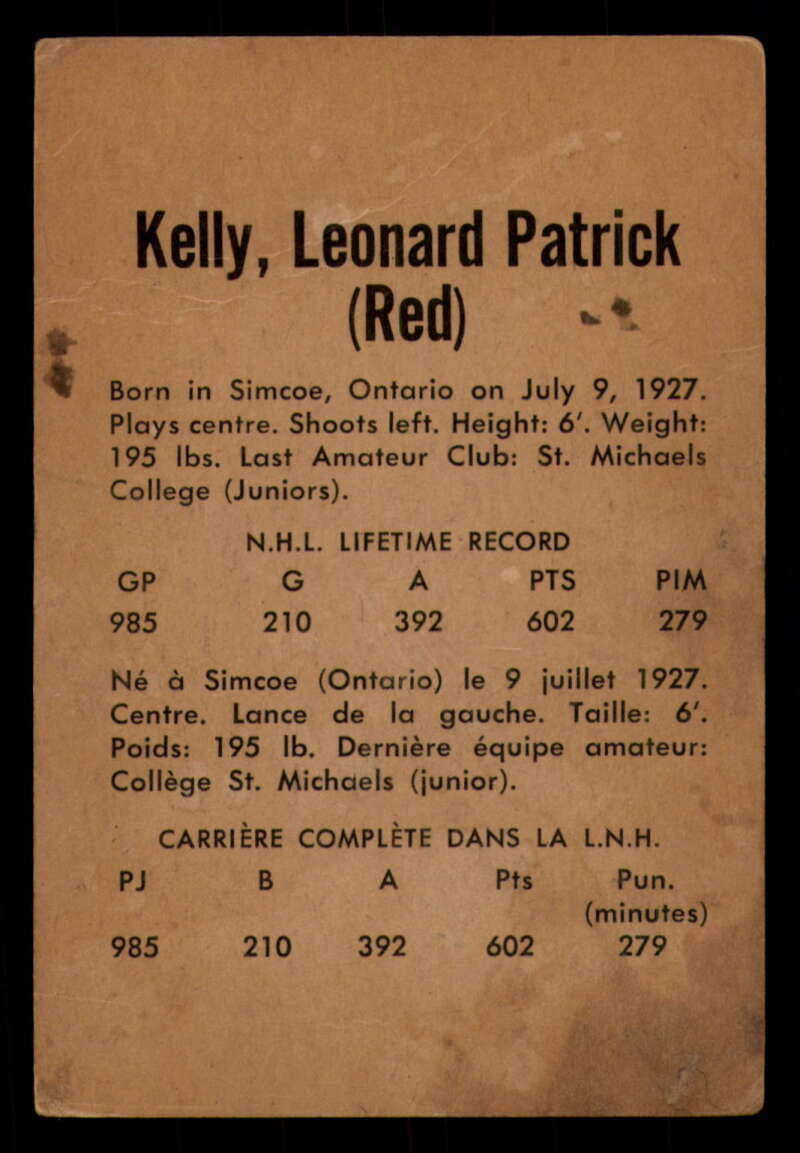 Kelly, Leonard Patrick
(Red)
Born in Simcoe, Ontario on July 9, 1927.
Plays centre. Shoots left. Height: 6'. Weight:
195 lbs. Last Amateur Club: St. Michaels
College (Juniors).
N.H.L. LIFETIME RECORD
GP G A PTS PIM
985 210 392 602 279
Né à Simcoe (Ontario) le 9 juillet 1927.
Centre. Lance de la gauche. Taille: 6'.
Poids: 195 lb. Dernière équipe amateur:
Collège St. Michaels (junior).
CARRIÈRE COMPLÈTE DANS LA L.N.H.
PJ B A Pts Pun.
(minutes)
985 210 392 602 279